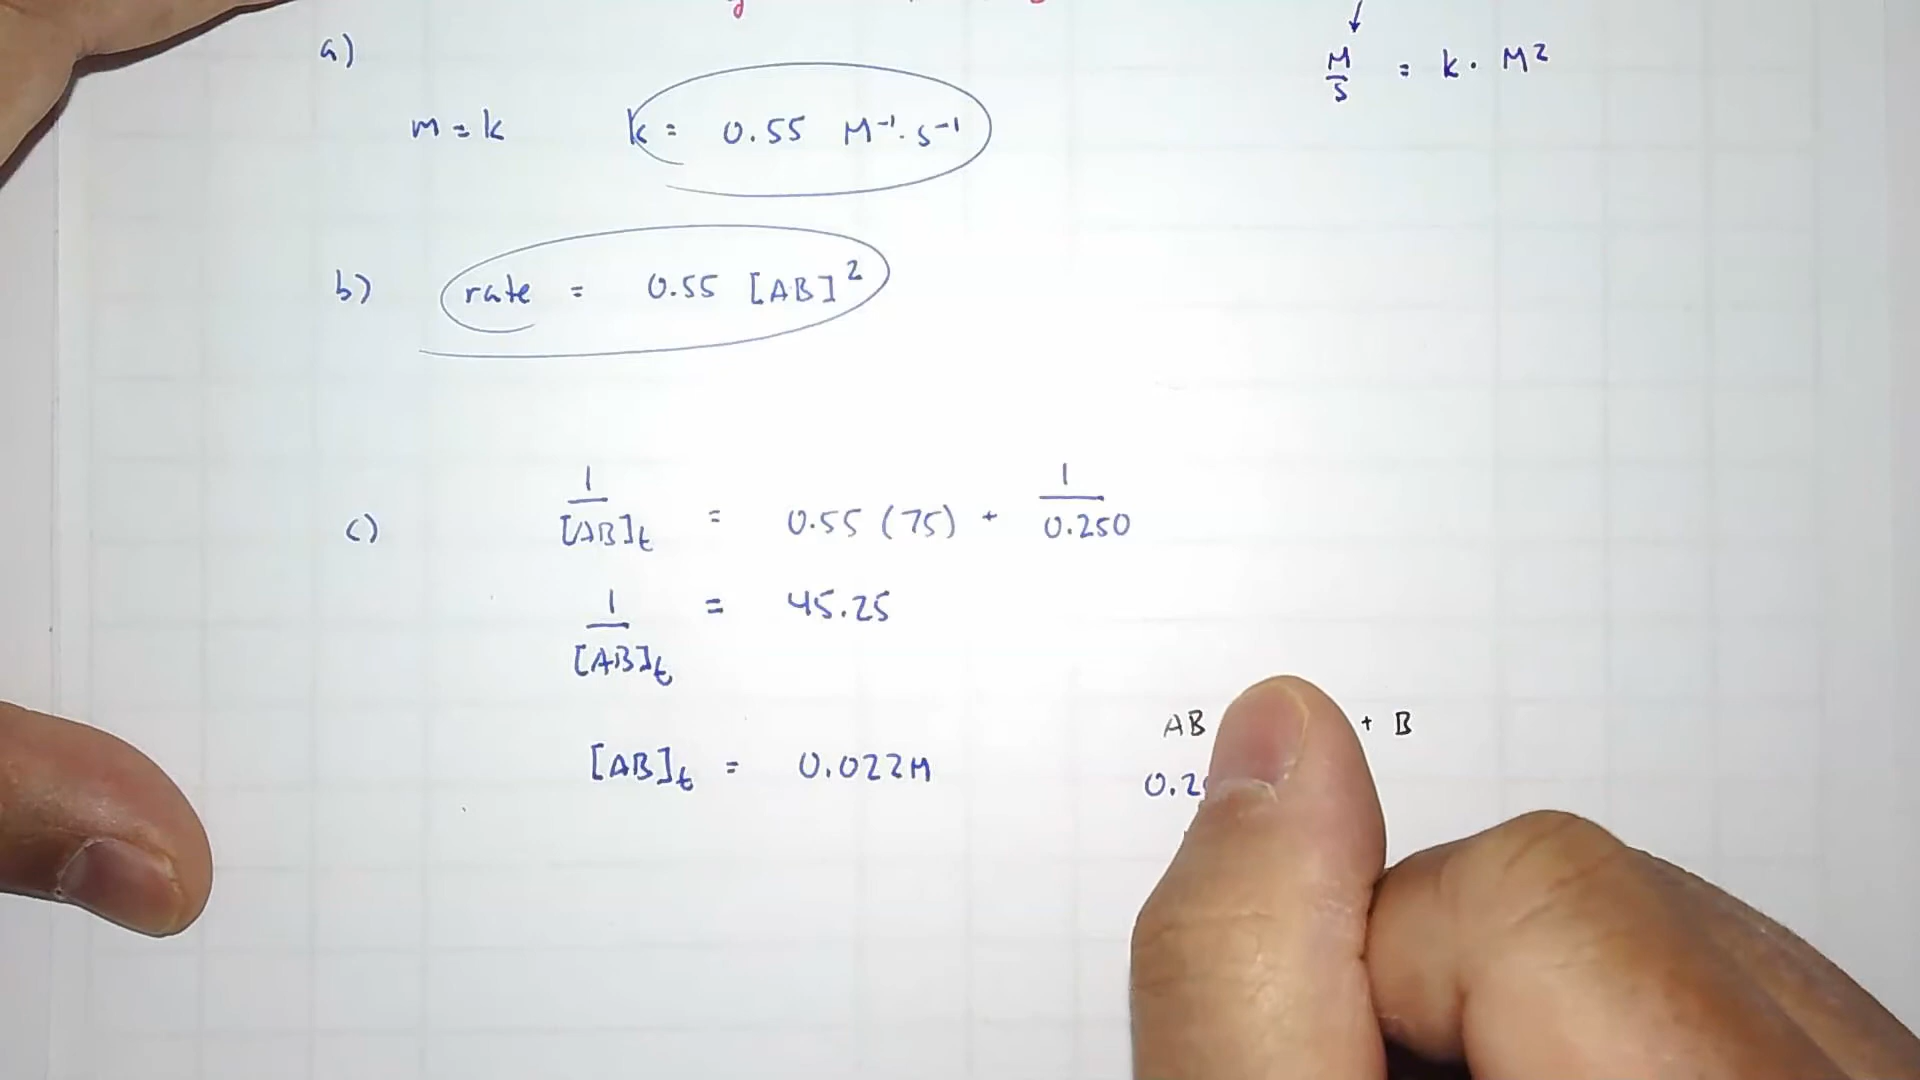 a)
M/s = k · M²
m = k k = 0.55 M⁻¹·s⁻¹
b) rate = 0.55 [AB]²
c) 1/[AB]t = 0.55 (75) + 1/0.250
1/[AB]t = 45.25
AB + B
[AB]t = 0.022M 0.2